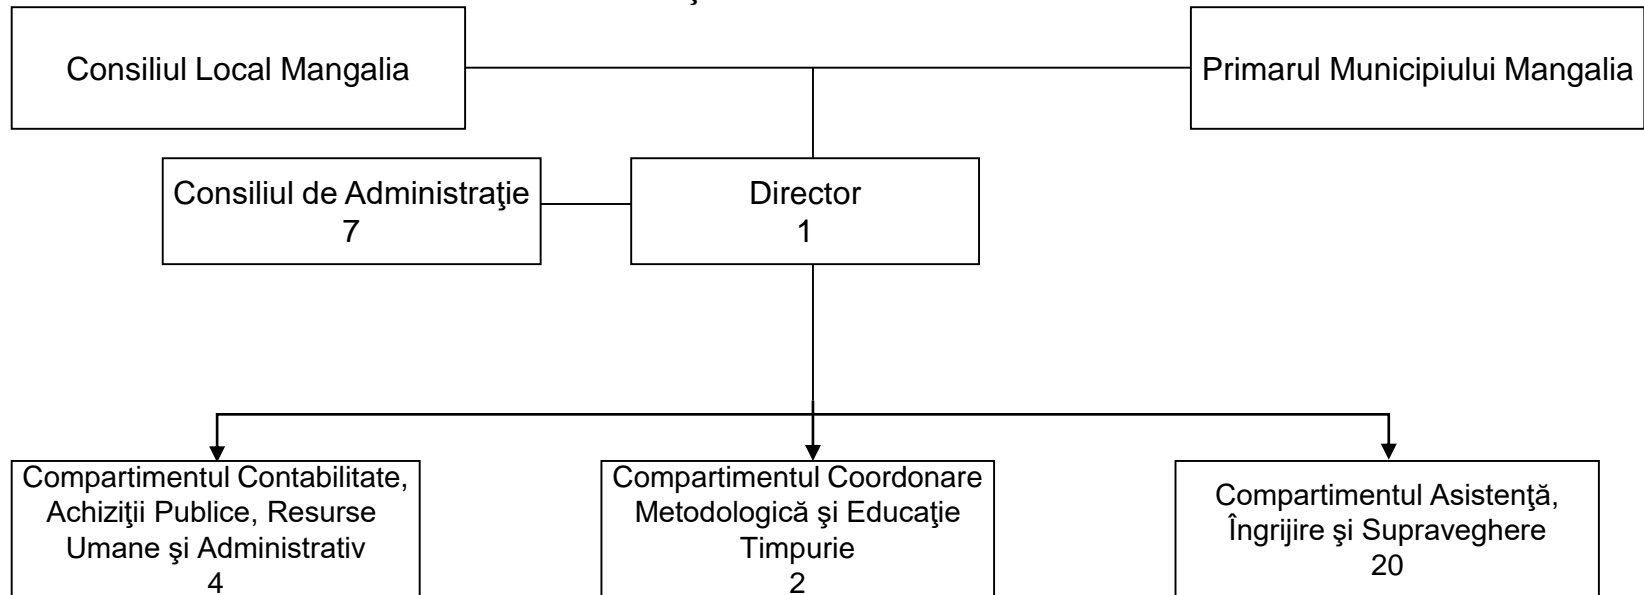 Consiliul Local Mangalia
Primarul Municipiului Mangalia
Consiliul de Administraţie
7
Director
1
Compartimentul Contabilitate,
Achiziţii Publice, Resurse
Umane şi Administrativ
4
Compartimentul Coordonare
Metodologică şi Educaţie
Timpurie
2
Compartimentul Asistenţă,
Îngrijire şi Supraveghere
20